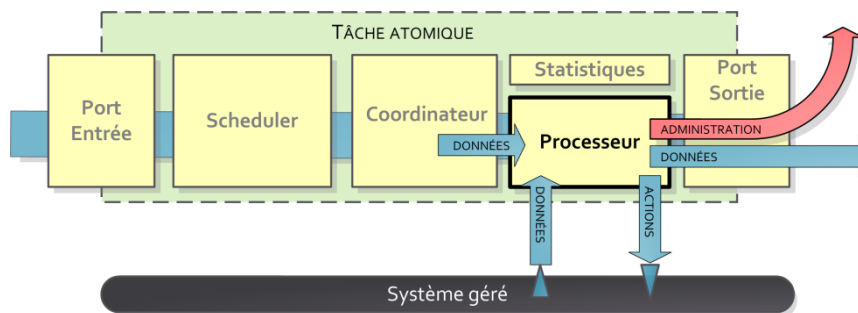 TÂCHE ATOMIQUE
Port
Entrée
Scheduler
Coordinateur
Statistiques
Port
Sortie
DONNÉES
Processeur
ADMINISTRATION
DONNÉES
DONNÉES
ACTIONS
Système géré